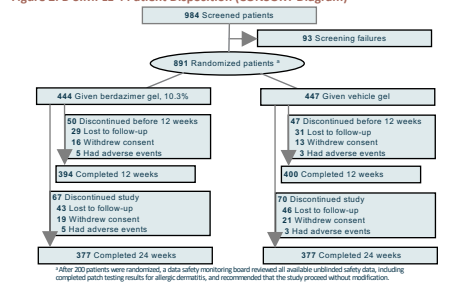 Figure 2. Patient Disposition (CONSORT Diagram)
984 Screened patients
93 Screening failures
891 Randomized patients a
444 Given berdazimer gel, 10.3%
447 Given vehicle gel
50 Discontinued before 12 weeks
29 Lost to follow-up
16 Withdrew consent
5 Had adverse events
47 Discontinued before 12 weeks
31 Lost to follow-up
13 Withdrew consent
3 Had adverse events
394 Completed 12 weeks
400 Completed 12 weeks
67 Discontinued study
43 Lost to follow-up
19 Withdrew consent
5 Had adverse events
70 Discontinued study
46 Lost to follow-up
21 Withdrew consent
3 Had adverse events
377 Completed 24 weeks
377 Completed 24 weeks
a After 200 patients were randomized, a data safety monitoring board reviewed all available unblinded safety data, including
completed patch testing results for allergic dermatitis, and recommended that the study proceed without modification.